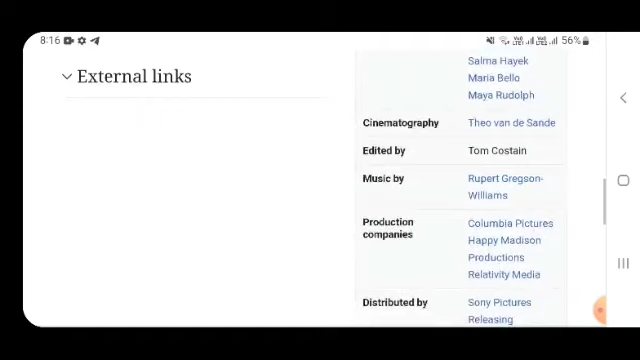 8:16 56%
External links
Salma Hayek
Maria Bello
Maya Rudolph
Cinematography Theo van de Sande
Edited by Tom Costain
Music by Rupert Gregson-
Williams
Production Columbia Pictures
companies Happy Madison
Productions
Relativity Media
Distributed by Sony Pictures
Releasing